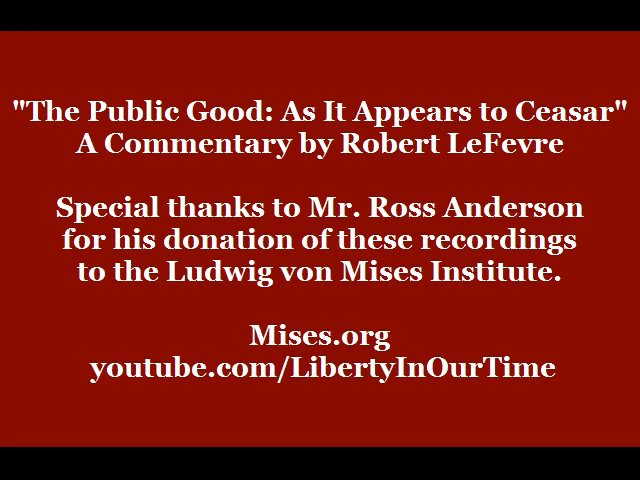 "The Public Good: As It Appears to Ceasar"
A Commentary by Robert LeFevre
Special thanks to Mr. Ross Anderson
for his donation of these recordings
to the Ludwig von Mises Institute.
Mises.org
youtube.com/LibertyInOurTime